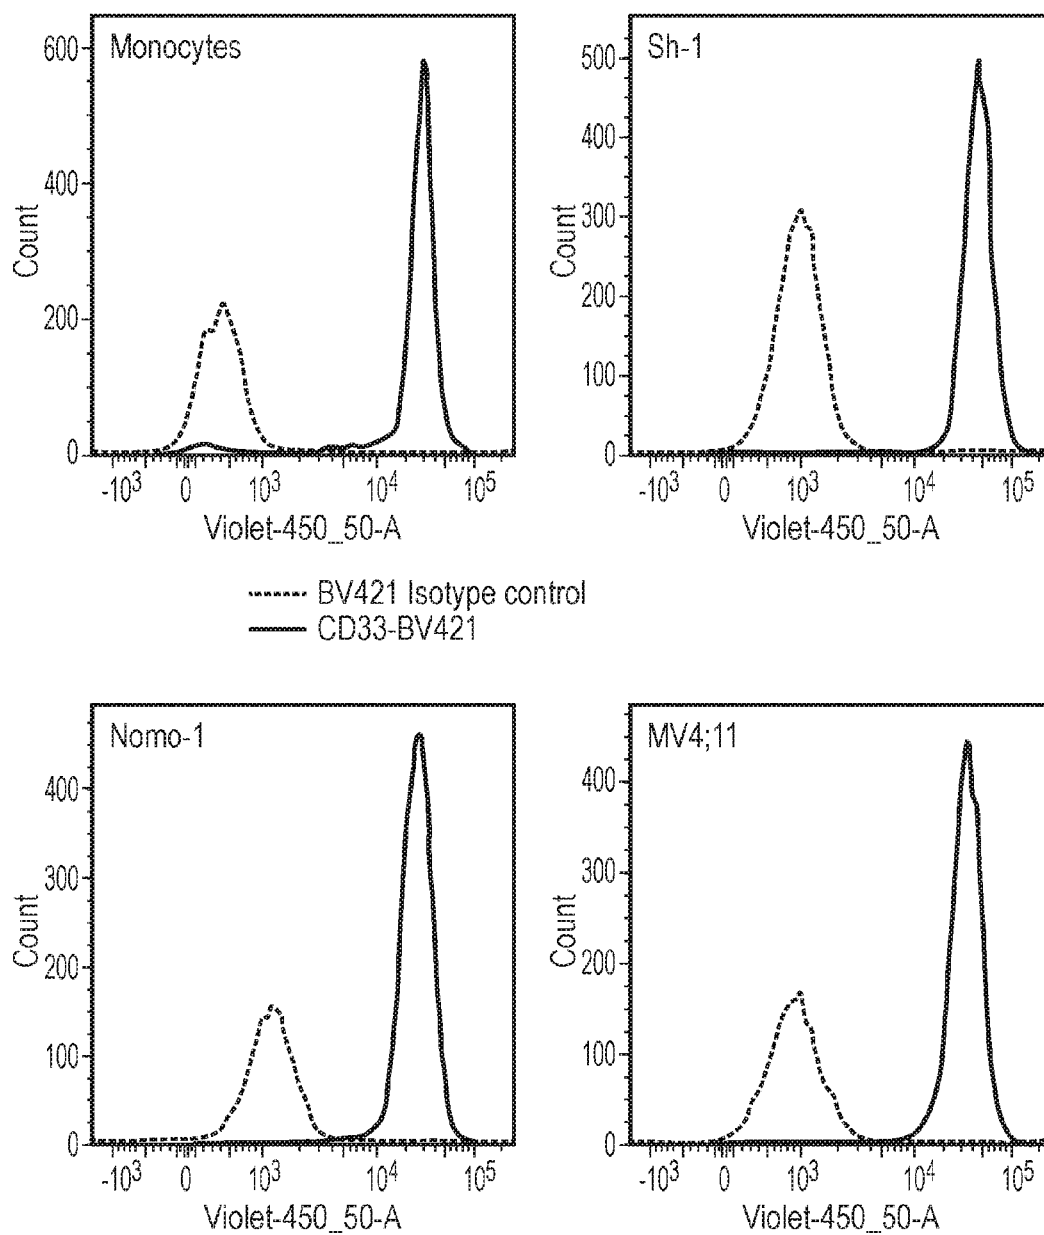 Monocytes
600
400
200
0
Count
-10³ 0 10³ 10⁴ 10⁵
Violet-450_50-A
Sh-1
500
400
300
200
100
0
Count
-10³ 0 10³ 10⁴ 10⁵
Violet-450_50-A
BV421 Isotype control
CD33-BV421
Nomo-1
400
300
200
100
0
Count
-10³ 0 10³ 10⁴ 10⁵
Violet-450_50-A
MV4;11
400
300
200
100
0
Count
-10³ 0 10³ 10⁴ 10⁵
Violet-450_50-A